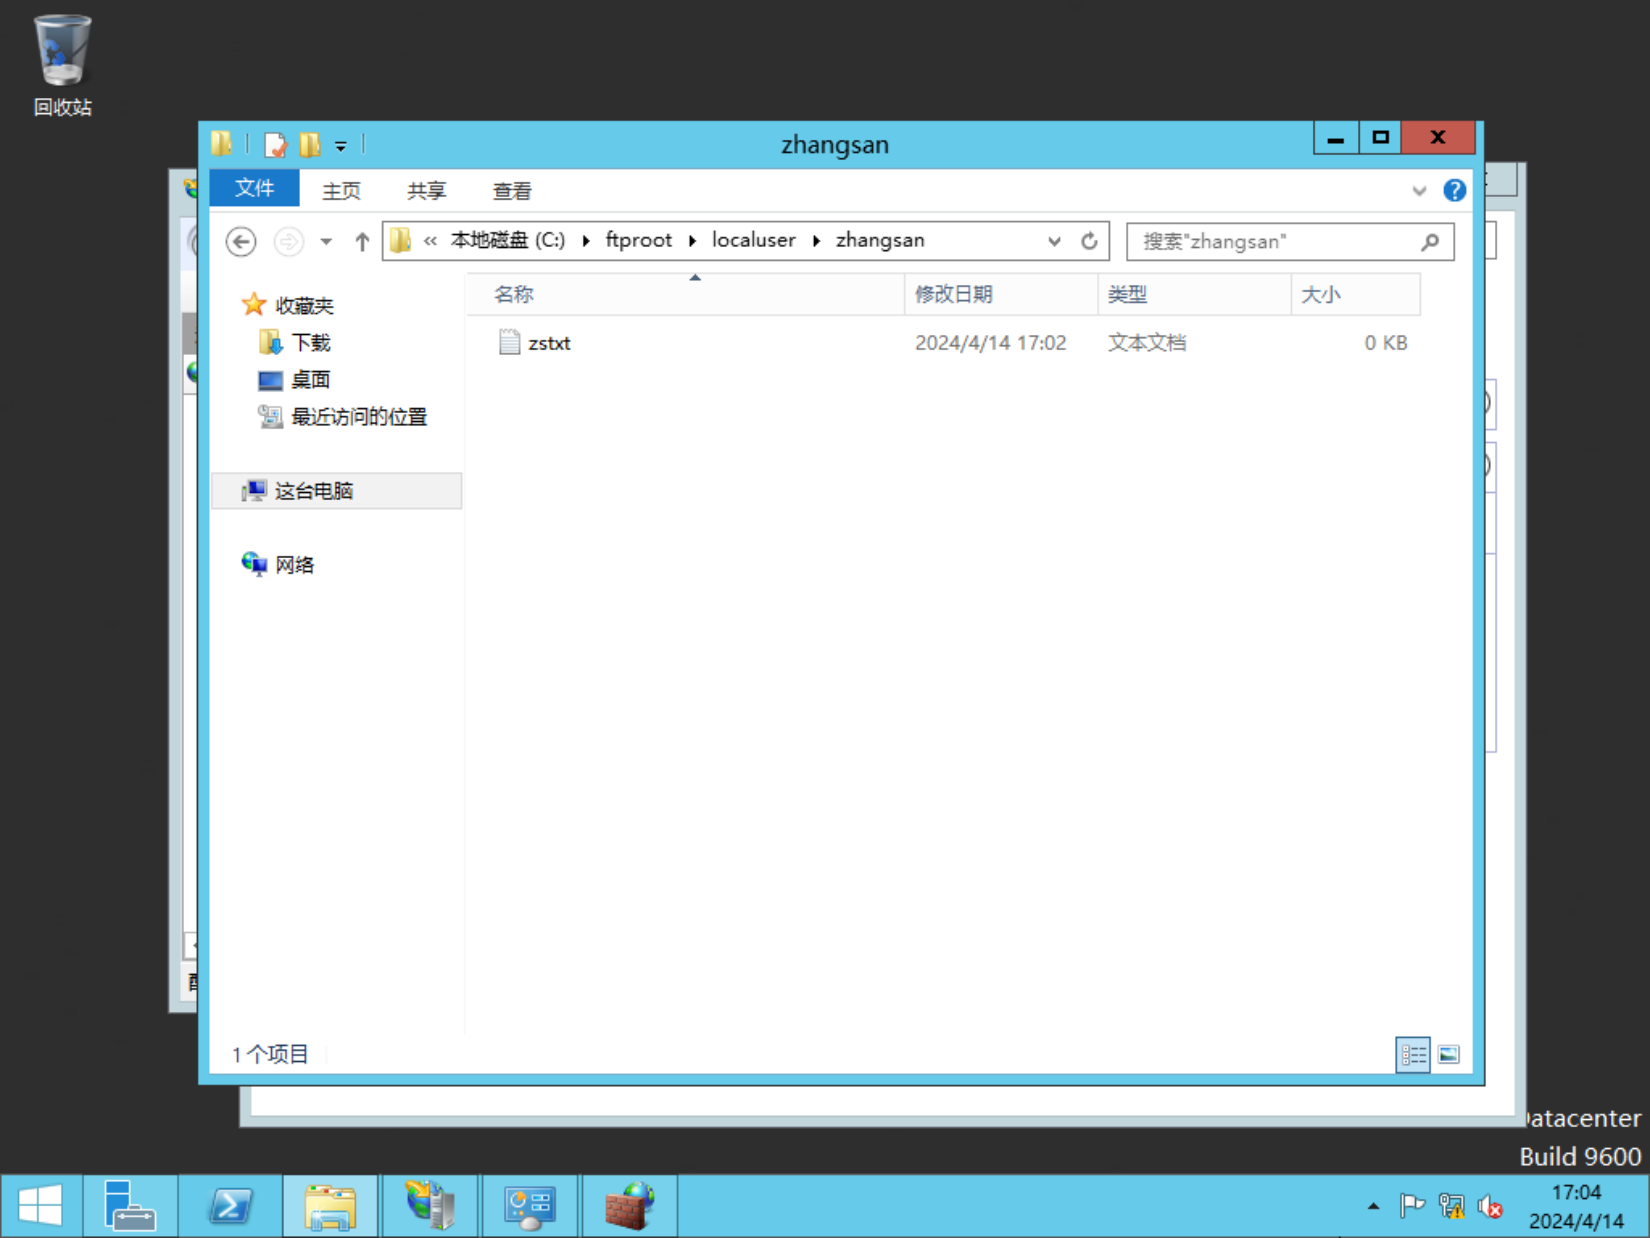 回收站
zhangsan
文件 主页 共享 查看
« 本地磁盘 (C:) ftproot localuser zhangsan
搜索"zhangsan"
名称 修改日期 类型 大小
zstxt 2024/4/14 17:02 文本文档 0 KB
收藏夹
下载
桌面
最近访问的位置
这台电脑
网络
1 个项目
Build 9600
17:04
2024/4/14